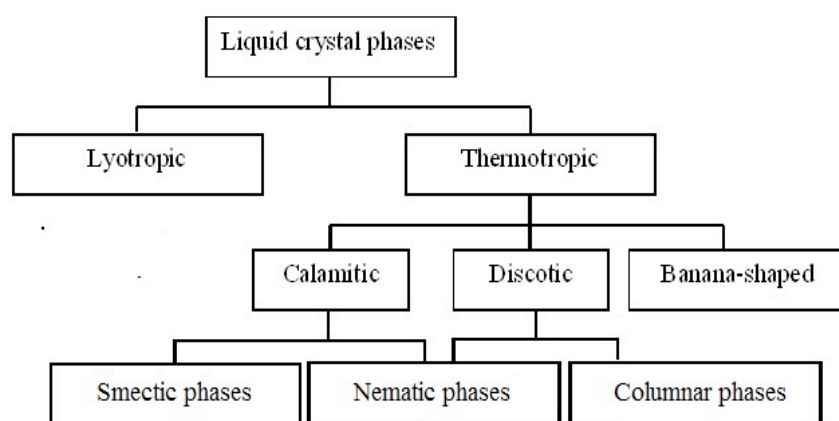 Liquid crystal phases
Lyotropic
Thermotropic
Calamitic
Discotic
Banana-shaped
Smectic phases
Nematic phases
Columnar phases